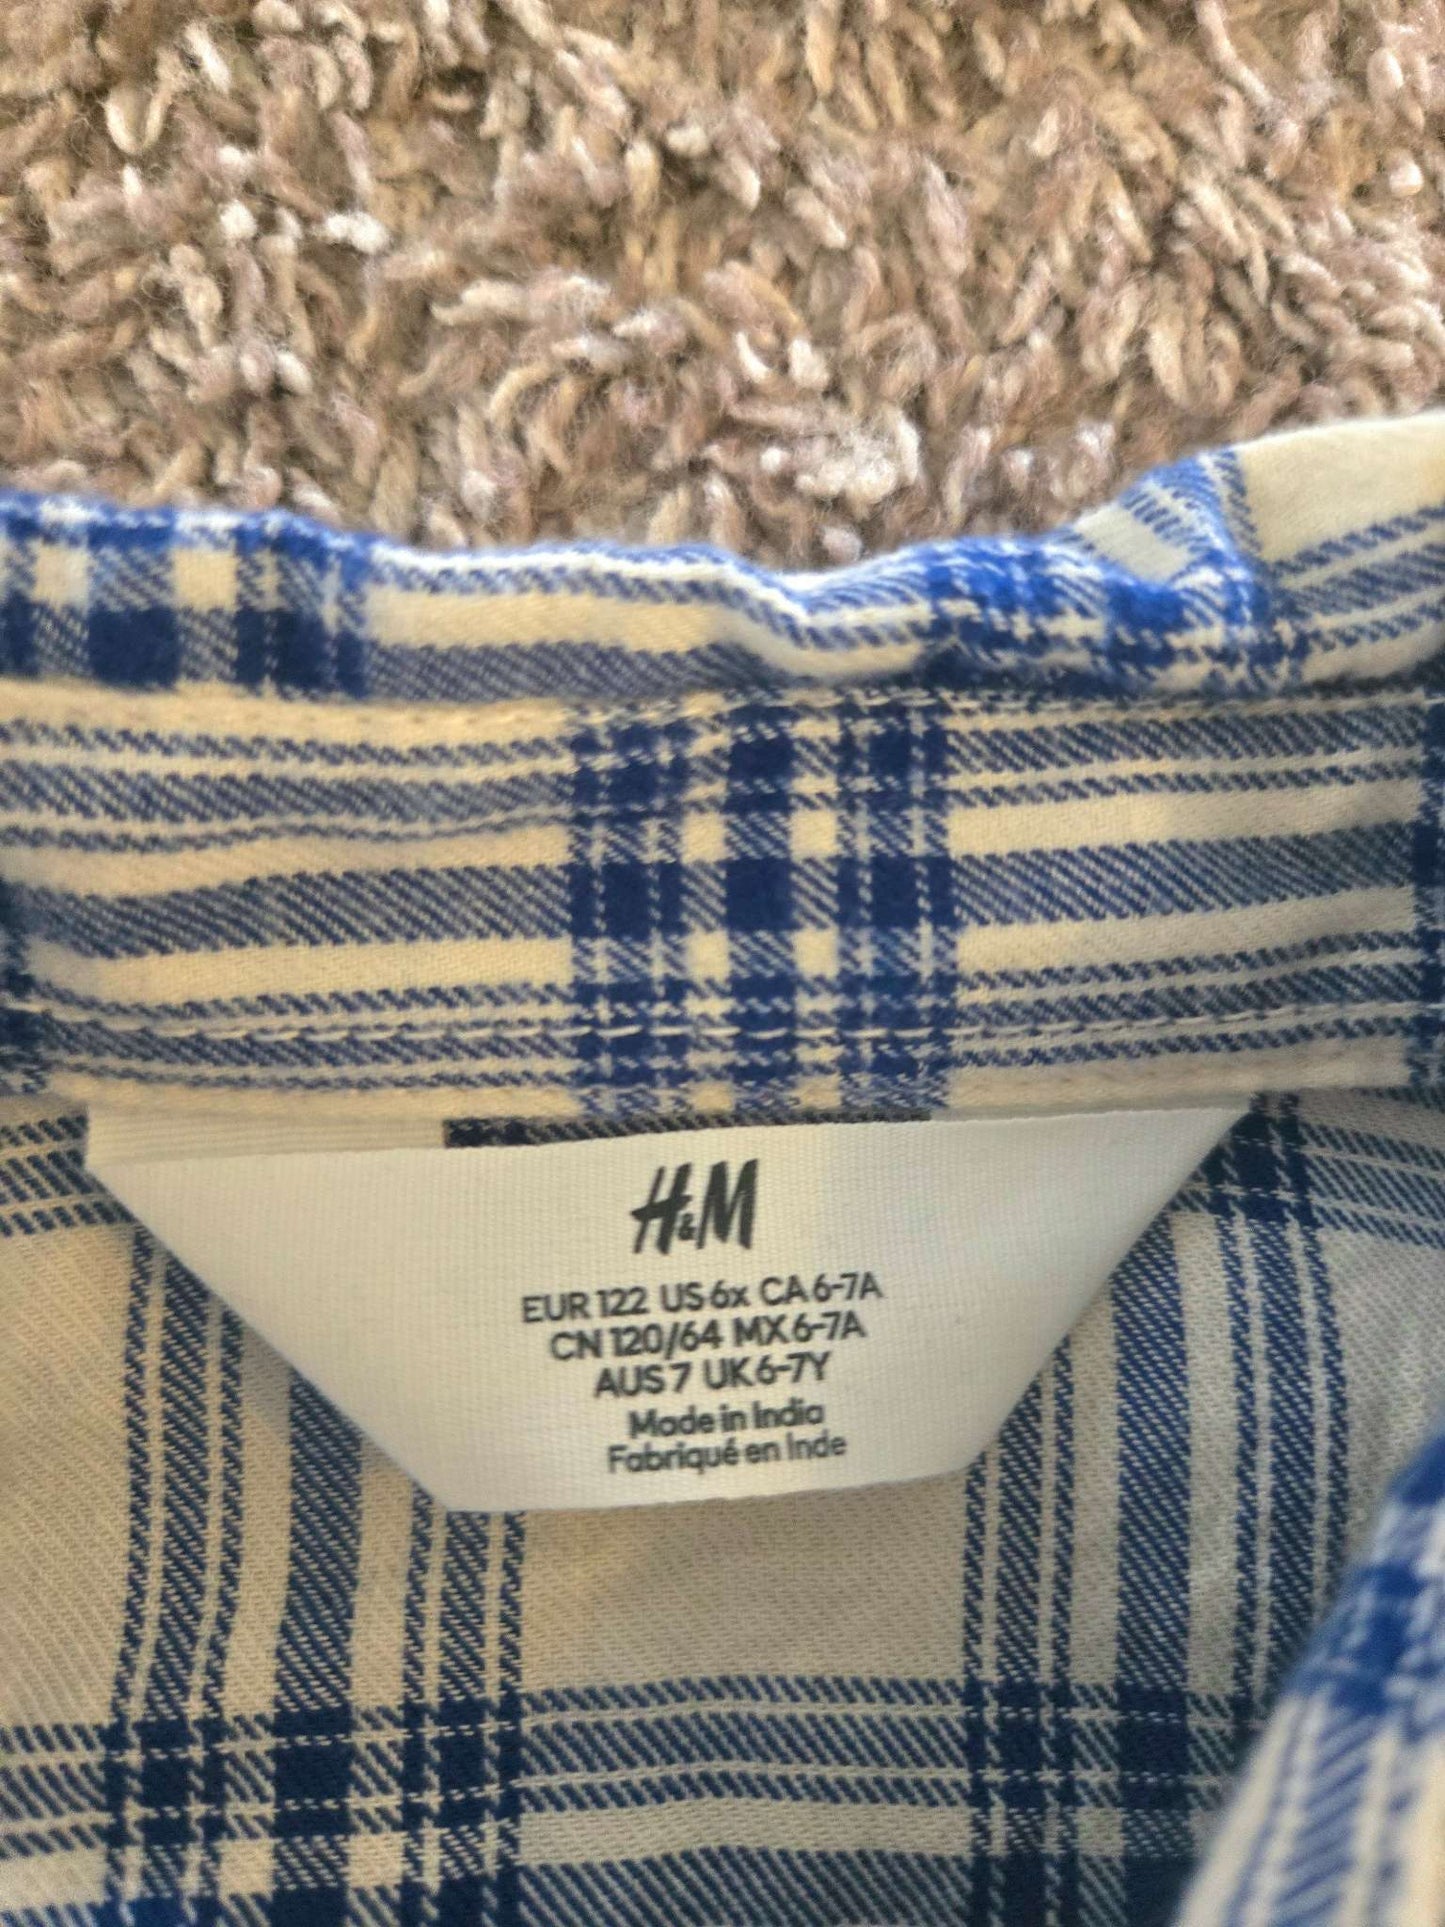 H&M
EUR 122 US 6x CA 6-7A
CN 120/64 MX 6-7A
AUS 7 UK 6-7Y
Made in India
Fabriqué en Inde